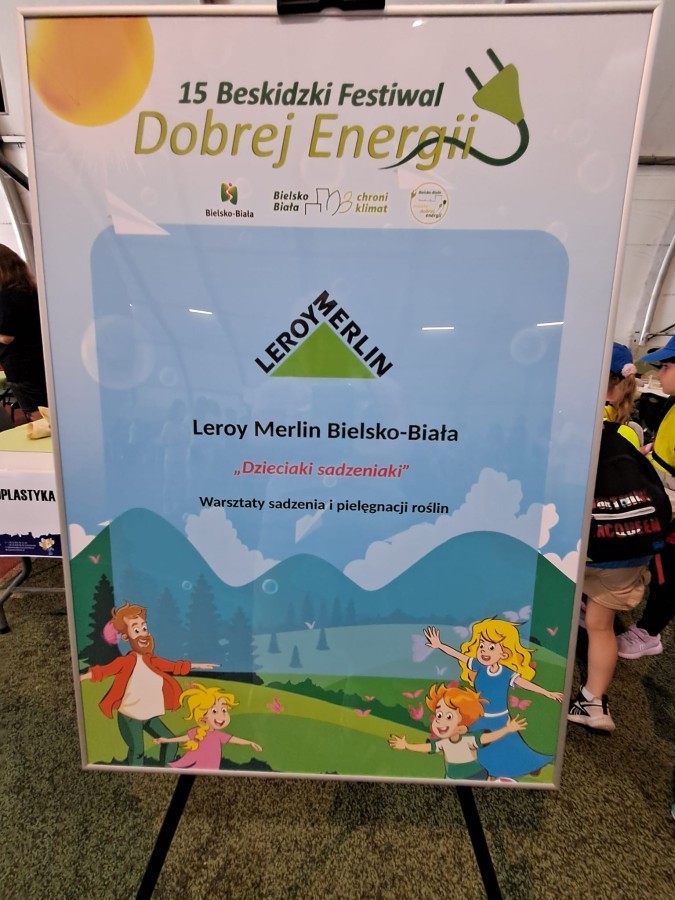 15 Beskidzki Festiwal
Dobrej Energii
Bielsko-Biała
Bielsko
Biała
chroni
klimat
LEROY MERLIN
Leroy Merlin Bielsko-Biała
„Dzieciaki sadzeniaki”
Warsztaty sadzenia i pielęgnacji roślin
PLASTYKA